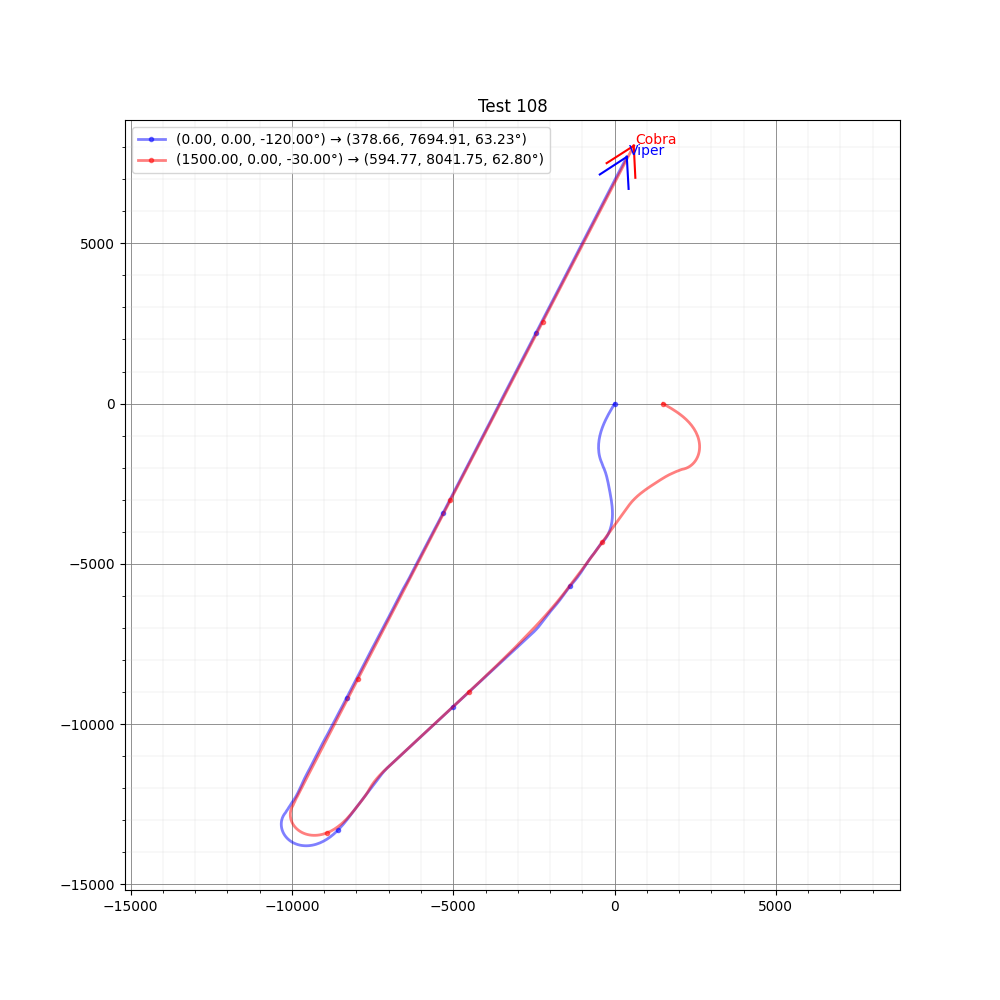 Test 108
(0.00, 0.00, -120.00°) → (378.66, 7694.91, 63.23°)
(1500.00, 0.00, -30.00°) → (594.77, 8041.75, 62.80°)
Cobra
Viper
5000
0
−5000
−10000
−15000
−15000 −10000 −5000 0 5000